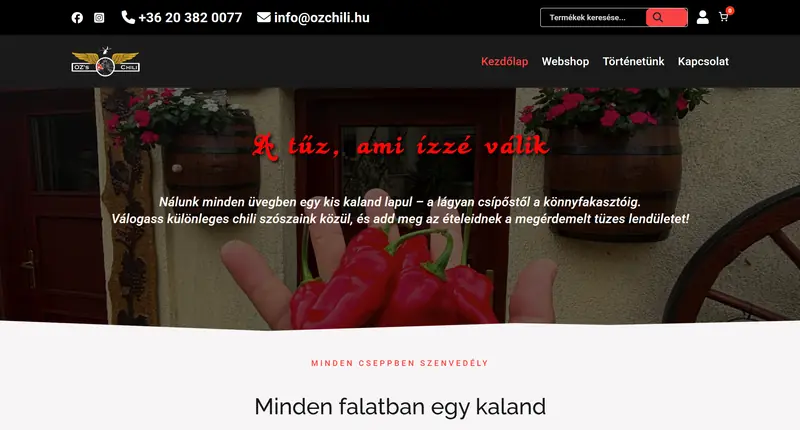 +36 20 382 0077
info@ozchili.hu
Termékek keresése...
0
OZ's CHILI
Kezdőlap
Webshop
Történetünk
Kapcsolat
A tűz, ami ízzé válik
Nálunk minden üvegben egy kis kaland lapul – a lágyan csípőstől a könnyfakasztóig.
Válogass különleges chili szószaink közül, és add meg az ételeidnek a megérdemelt tüzes lendületet!
MINDEN CSEPPBEN SZENVEDÉLY
Minden falatban egy kaland